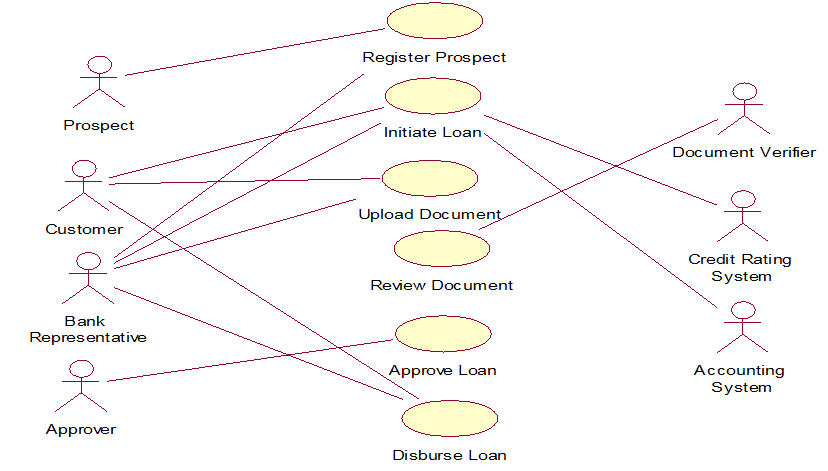 Register Prospect
Prospect
Initiate Loan
Document Verifier
Customer
Upload Document
Credit Rating
System
Review Document
Bank
Representative
Approve Loan
Accounting
System
Approver
Disburse Loan